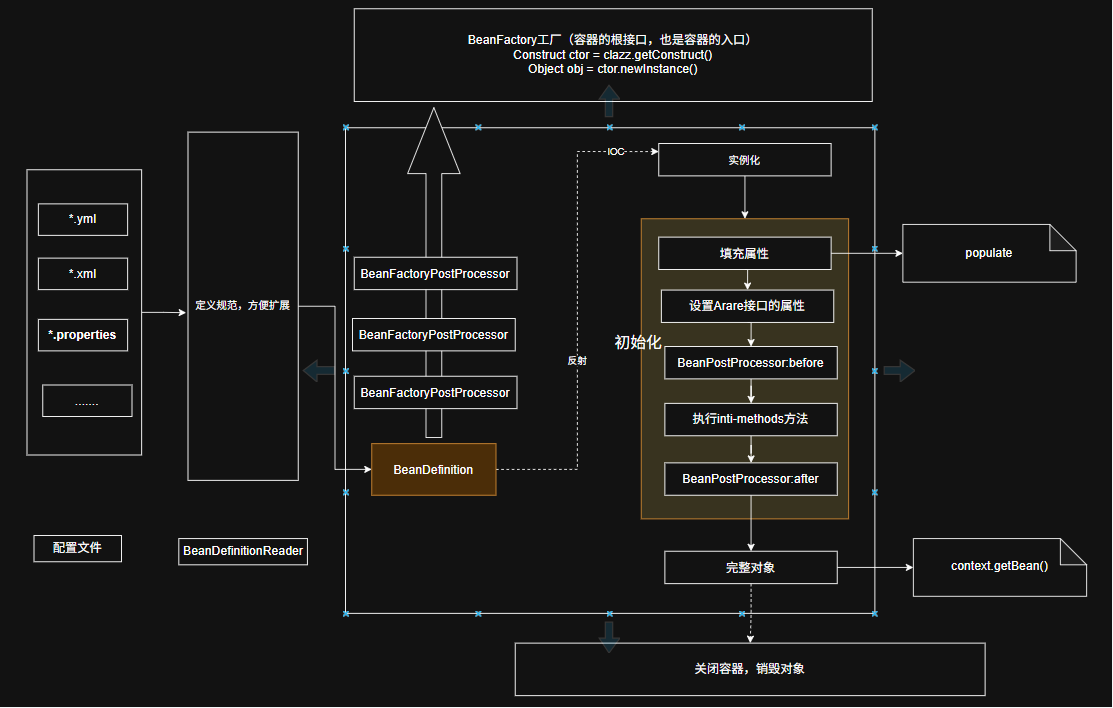 BeanFactory工厂（容器的根接口，也是容器的入口）
Construct ctor = clazz.getConstruct()
Object obj = ctor.newInstance()
*.yml
*.xml
*.properties
.......
配置文件
定义规范，方便扩展
BeanDefinitionReader
BeanFactoryPostProcessor
BeanFactoryPostProcessor
BeanFactoryPostProcessor
BeanDefinition
反射
IOC
实例化
初始化
填充属性
设置Arare接口的属性
BeanPostProcessor:before
执行inti-methods方法
BeanPostProcessor:after
完整对象
populate
context.getBean()
关闭容器，销毁对象